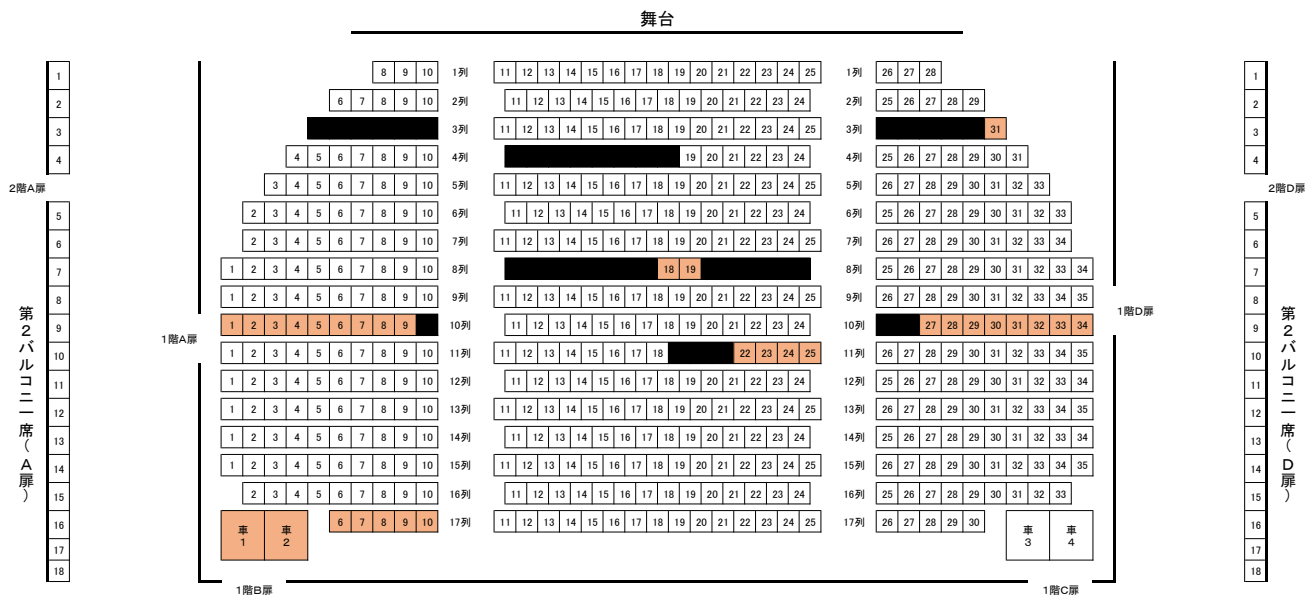 舞台
8 9 10 1列 11 12 13 14 15 16 17 18 19 20 21 22 23 24 25 1列 26 27 28
6 7 8 9 10 2列 11 12 13 14 15 16 17 18 19 20 21 22 23 24 2列 25 26 27 28 29
3列 11 12 13 14 15 16 17 18 19 20 21 22 23 24 25 3列 31
4 5 6 7 8 9 10 4列 19 20 21 22 23 24 4列 25 26 27 28 29 30 31
3 4 5 6 7 8 9 10 5列 11 12 13 14 15 16 17 18 19 20 21 22 23 24 25 5列 26 27 28 29 30 31 32 33
2 3 4 5 6 7 8 9 10 6列 11 12 13 14 15 16 17 18 19 20 21 22 23 24 6列 25 26 27 28 29 30 31 32 33
2 3 4 5 6 7 8 9 10 7列 11 12 13 14 15 16 17 18 19 20 21 22 23 24 25 7列 26 27 28 29 30 31 32 33 34
1 2 3 4 5 6 7 8 9 10 8列 18 19 8列 25 26 27 28 29 30 31 32 33 34
1 2 3 4 5 6 7 8 9 10 9列 11 12 13 14 15 16 17 18 19 20 21 22 23 24 25 9列 26 27 28 29 30 31 32 33 34 35
1 2 3 4 5 6 7 8 9 10列 11 12 13 14 15 16 17 18 19 20 21 22 23 24 10列 27 28 29 30 31 32 33 34
1 2 3 4 5 6 7 8 9 10 11列 11 12 13 14 15 16 17 18 22 23 24 25 11列 26 27 28 29 30 31 32 33 34 35
1 2 3 4 5 6 7 8 9 10 12列 11 12 13 14 15 16 17 18 19 20 21 22 23 24 12列 25 26 27 28 29 30 31 32 33 34
1 2 3 4 5 6 7 8 9 10 13列 11 12 13 14 15 16 17 18 19 20 21 22 23 24 25 13列 26 27 28 29 30 31 32 33 34 35
1 2 3 4 5 6 7 8 9 10 14列 11 12 13 14 15 16 17 18 19 20 21 22 23 24 14列 25 26 27 28 29 30 31 32 33 34
1 2 3 4 5 6 7 8 9 10 15列 11 12 13 14 15 16 17 18 19 20 21 22 23 24 25 15列 26 27 28 29 30 31 32 33 34 35
2 3 4 5 6 7 8 9 10 16列 11 12 13 14 15 16 17 18 19 20 21 22 23 24 16列 25 26 27 28 29 30 31 32 33
車1 車2 6 7 8 9 10 17列 11 12 13 14 15 16 17 18 19 20 21 22 23 24 25 17列 26 27 28 29 30 車3 車4
1
2
3
4
2階A扉
5
6
7
8
9
10
11
12
13
14
15
16
17
18
第2バルコニー席(A扉)
1階A扉
1階B扉
1階C扉
1階D扉
1
2
3
4
2階D扉
5
6
7
8
9
10
11
12
13
14
15
16
17
18
第2バルコニー席(D扉)